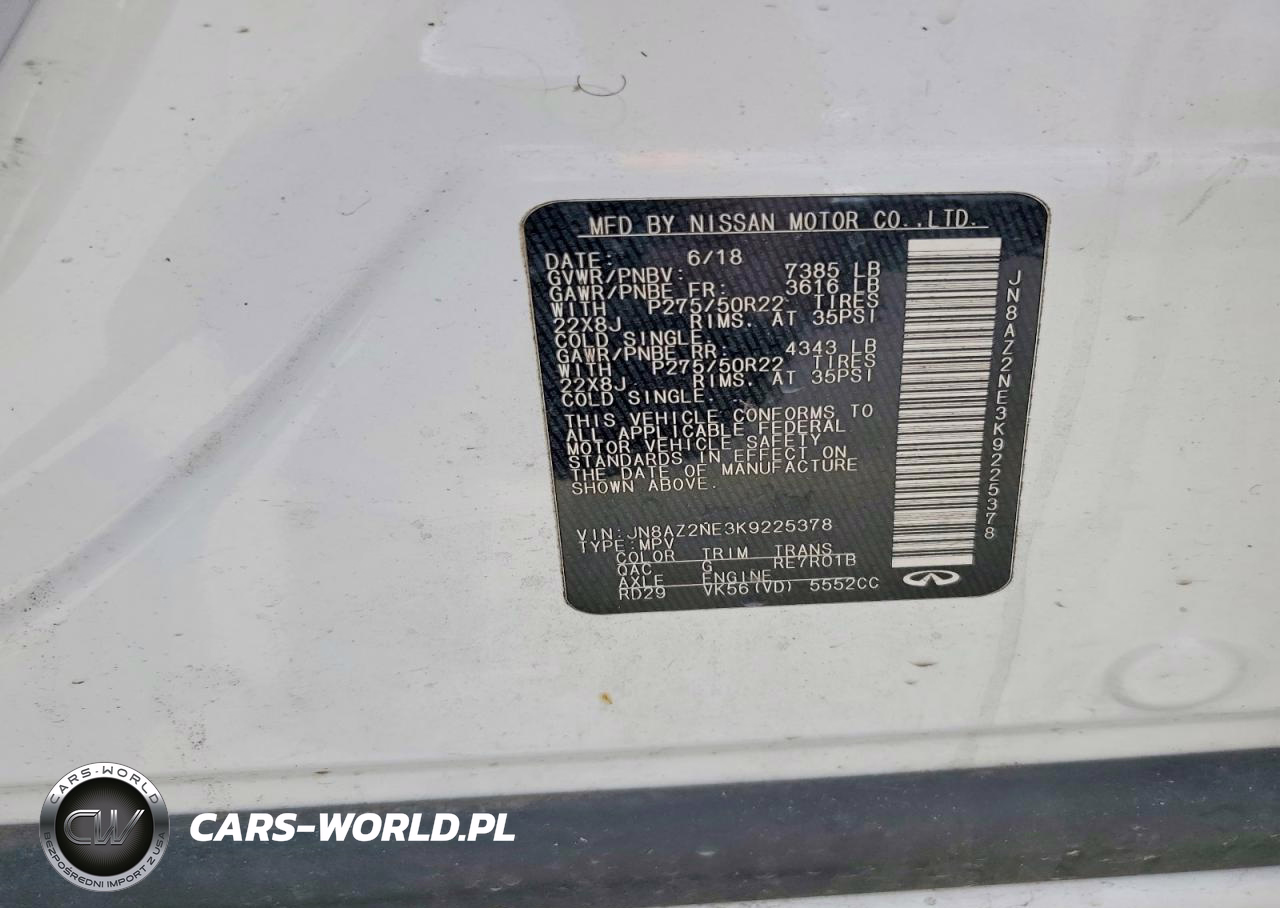 MFD BY NISSAN MOTOR CO.,LTD.
DATE: 6/18
GVWR/PNBV: 7385 LB
GAWR/PNBE FR: 3616 LB
WITH P275/50R22 TIRES
22X8J RIMS. AT 35PSI
COLD SINGLE.
GAWR/PNBE RR: 4343 LB
WITH P275/50R22 TIRES
22X8J RIMS. AT 35PSI
COLD SINGLE.
THIS VEHICLE CONFORMS TO
ALL APPLICABLE FEDERAL
MOTOR VEHICLE SAFETY
STANDARDS IN EFFECT ON
THE DATE OF MANUFACTURE
SHOWN ABOVE.
VIN:JN8AZ2NE3K9225378
TYPE:MPV
COLOR TRIM TRANS
QAC G RE7R01B
AXLE ENGINE
RD29 VK56(VD) 5552CC
JN8AZ2NE3K9225378
CARS-WORLD
CW
BEZPOŚREDNI IMPORT Z USA
CARS-WORLD.PL